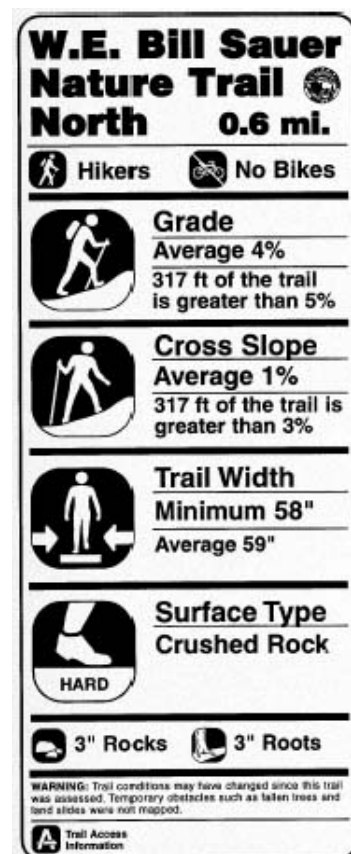 W.E. Bill Sauer
Nature Trail
North 0.6 mi.
Hikers No Bikes
Grade
Average 4%
317 ft of the trail
is greater than 5%
Cross Slope
Average 1%
317 ft of the trail is
greater than 3%
Trail Width
Minimum 58"
Average 59"
Surface Type
Crushed Rock
HARD
3" Rocks 3" Roots
WARNING: Trail conditions may have changed since this trail
was assessed. Temporary obstacles such as fallen trees and
land slides were not mapped.
A Trail Access
Information